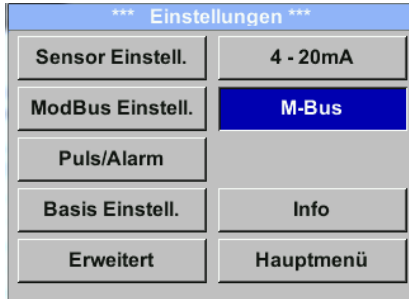 *** Einstellungen ***
Sensor Einstell.
4 - 20mA
ModBus Einstell.
M-Bus
Puls/Alarm
Basis Einstell.
Info
Erweitert
Hauptmenü